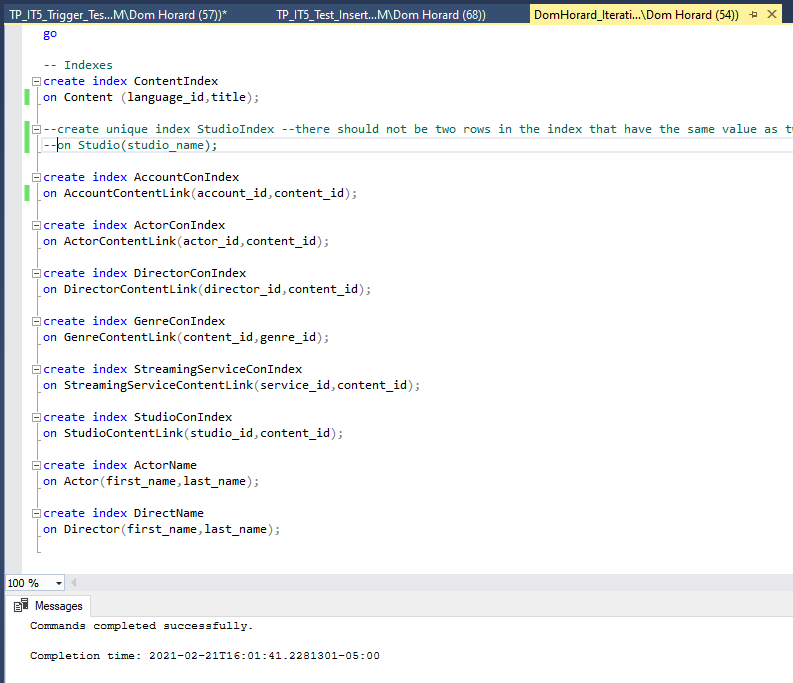 TP_IT5_Trigger_Tes...M\Dom Horard (57))* TP_IT5_Test_Insert...M\Dom Horard (68)) DomHorard_Iterati...\Dom Horard (54))
go
-- Indexes
create index ContentIndex
on Content (language_id,title);
--create unique index StudioIndex --there should not be two rows in the index that have the same value as
--on Studio(studio_name);
create index AccountConIndex
on AccountContentLink(account_id,content_id);
create index ActorConIndex
on ActorContentLink(actor_id,content_id);
create index DirectorConIndex
on DirectorContentLink(director_id,content_id);
create index GenreConIndex
on GenreContentLink(content_id,genre_id);
create index StreamingServiceConIndex
on StreamingServiceContentLink(service_id,content_id);
create index StudioConIndex
on StudioContentLink(studio_id,content_id);
create index ActorName
on Actor(first_name,last_name);
create index DirectName
on Director(first_name,last_name);
100 %
Messages
Commands completed successfully.
Completion time: 2021-02-21T16:01:41.2281301-05:00